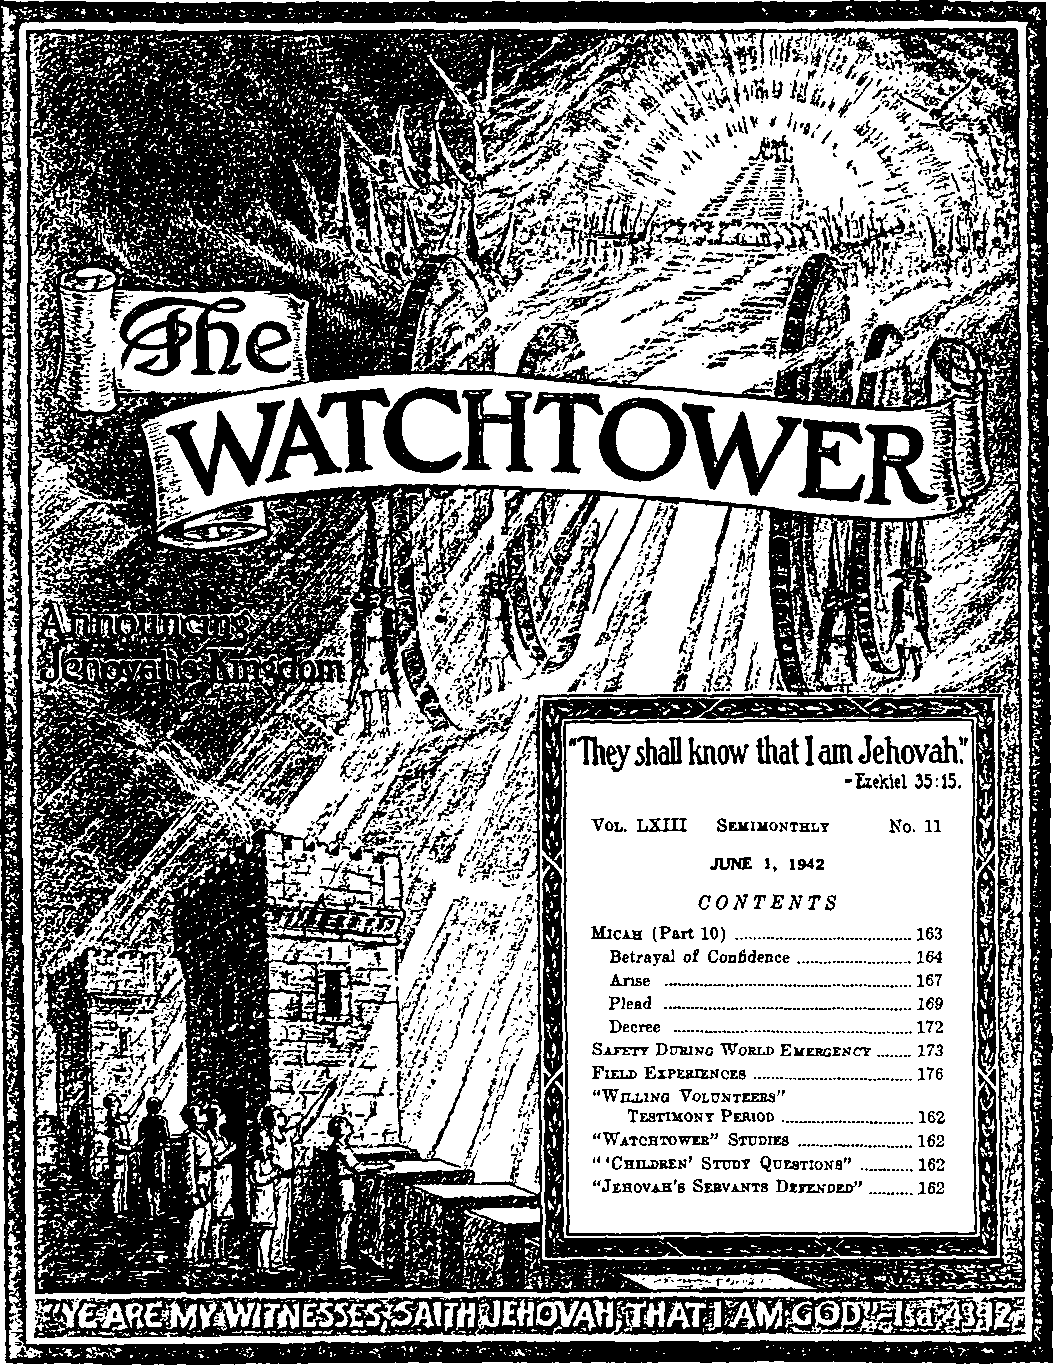 The
WATCHTOWER
Announcing
Jehovah's Kingdom
"They shall know that I am Jehovah."
-Ezekiel 35:15.
VOL. LXIII SEMIMONTHLY No. 11
JUNE 1, 1942
CONTENTS
MICAH (Part 10) ........ 163
Betrayal of Confidence ........ 164
Arise ........ 167
Plead ........ 169
Decree ........ 172
SAFETY DURING WORLD EMERGENCY ........ 173
FIELD EXPERIENCES ........ 176
"WILLING VOLUNTEERS"
TESTIMONY PERIOD ........ 162
"WATCHTOWER" STUDIES ........ 162
"'CHILDREN' STUDY QUESTIONS" ........ 162
"JEHOVAH'S SERVANTS DEFENDED" ........ 162
"YE ARE MY WITNESSES, SAITH JEHOVAH, THAT I AM GOD"-Isa. 43:12.